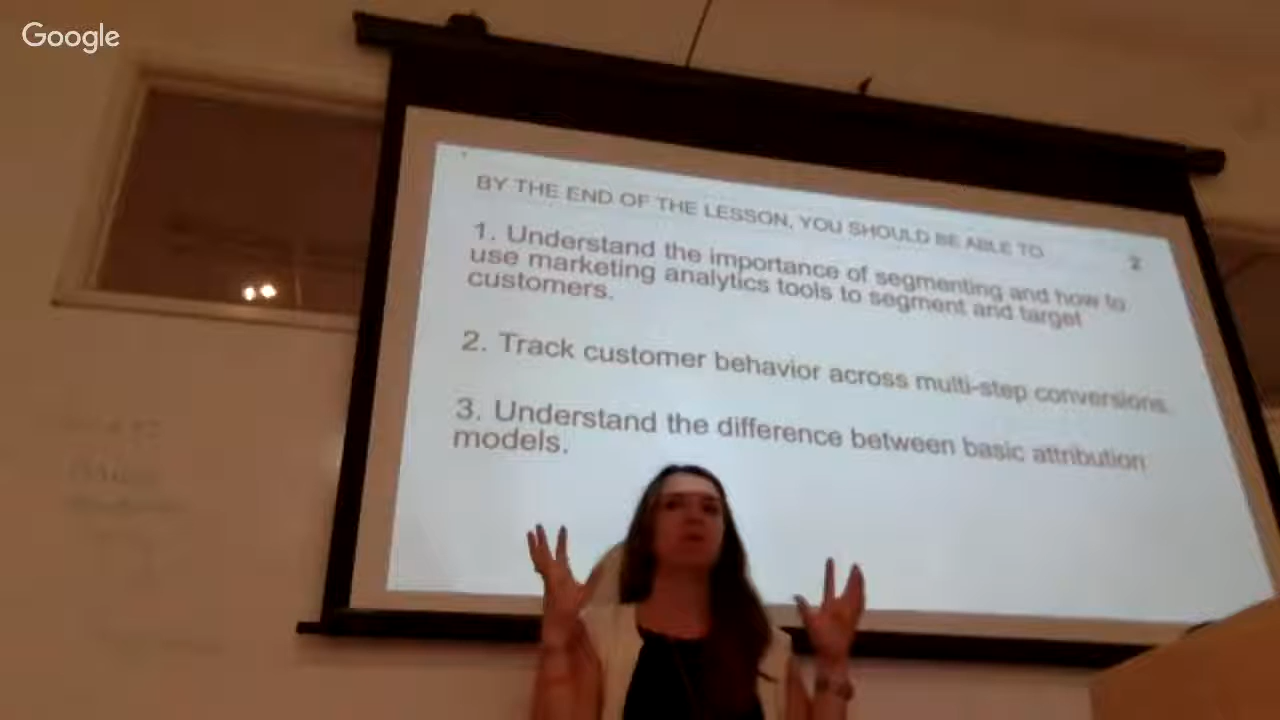 Google
BY THE END OF THE LESSON, YOU SHOULD BE ABLE TO
2
1. Understand the importance of segmenting and how to
use marketing analytics tools to segment and target
customers.
2. Track customer behavior across multi-step conversions.
3. Understand the difference between basic attribution
models.